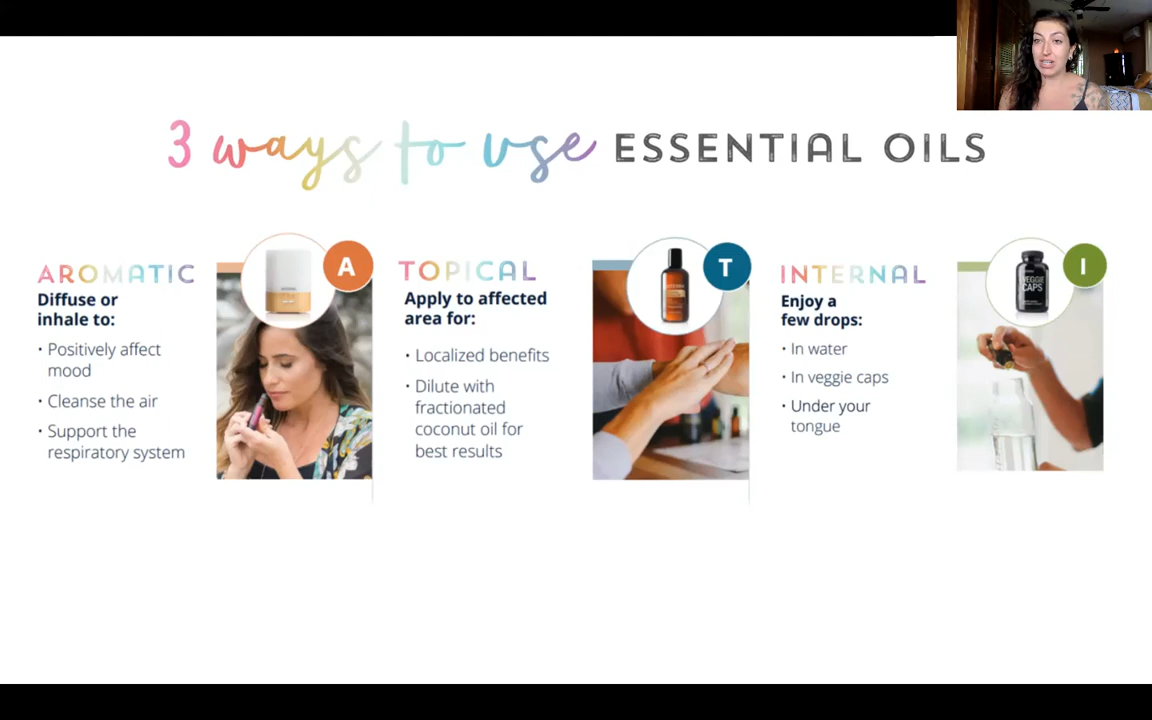 3 ways to use ESSENTIAL OILS
AROMATIC
Diffuse or
inhale to:
• Positively affect
mood
• Cleanse the air
• Support the
respiratory system
A
TOPICAL
Apply to affected
area for:
• Localized benefits
• Dilute with
fractionated
coconut oil for
best results
T
INTERNAL
Enjoy a
few drops:
• In water
• In veggie caps
• Under your
tongue
VEGGIE
CAPS
I